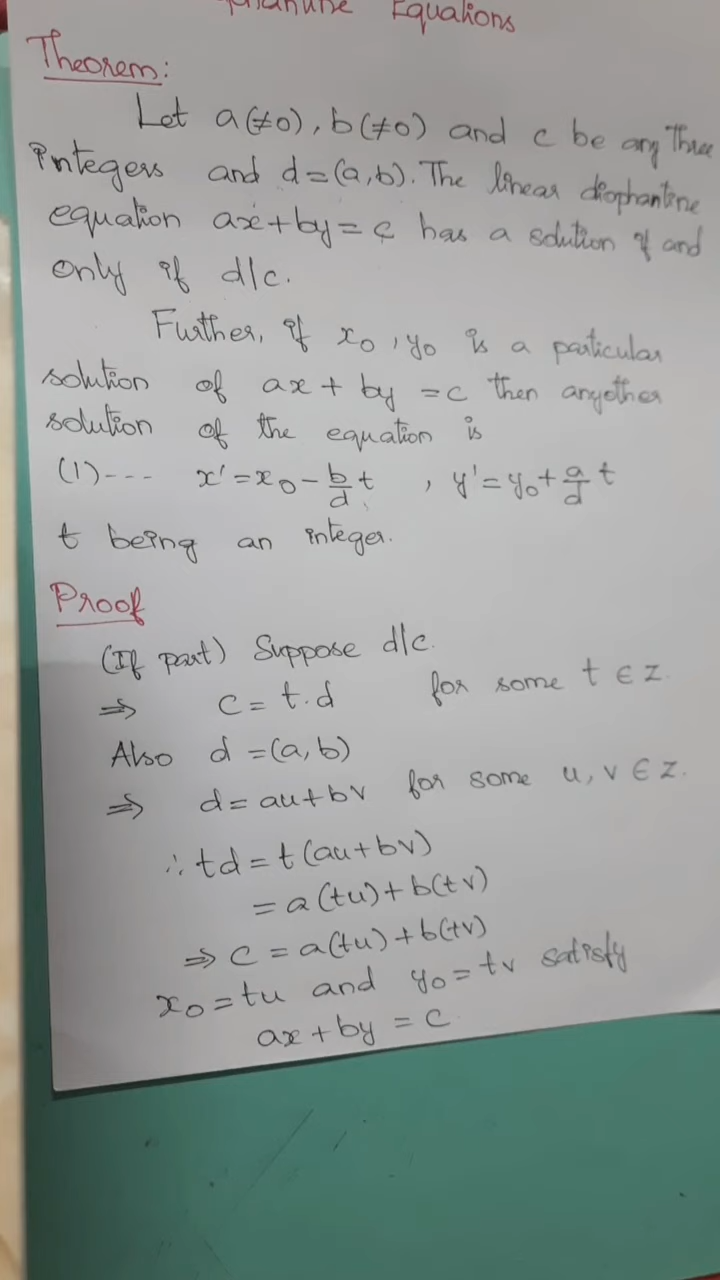 Equations
Theorem:
Let a(≠0), b(≠0) and c be any Three
integers and d=(a,b). The linear diophantine
equation ax+by=c has a solution if and
only if d/c.
Further, if x₀, y₀ is a particular
solution of ax + by = c then anyother
solution of the equation is
(1)--- x' = x₀ - b/d t , y' = y₀ + a/d t
t being an integer.
Proof
(If part) Suppose d/c.
⇒ c = t.d for some t ∈ z.
Also d = (a,b)
⇒ d = au+bv for some u, v ∈ z.
∴ td = t(au+bv)
= a(tu)+b(tv)
⇒ c = a(tu)+b(tv)
x₀ = tu and y₀ = tv satisfy
ax + by = c.